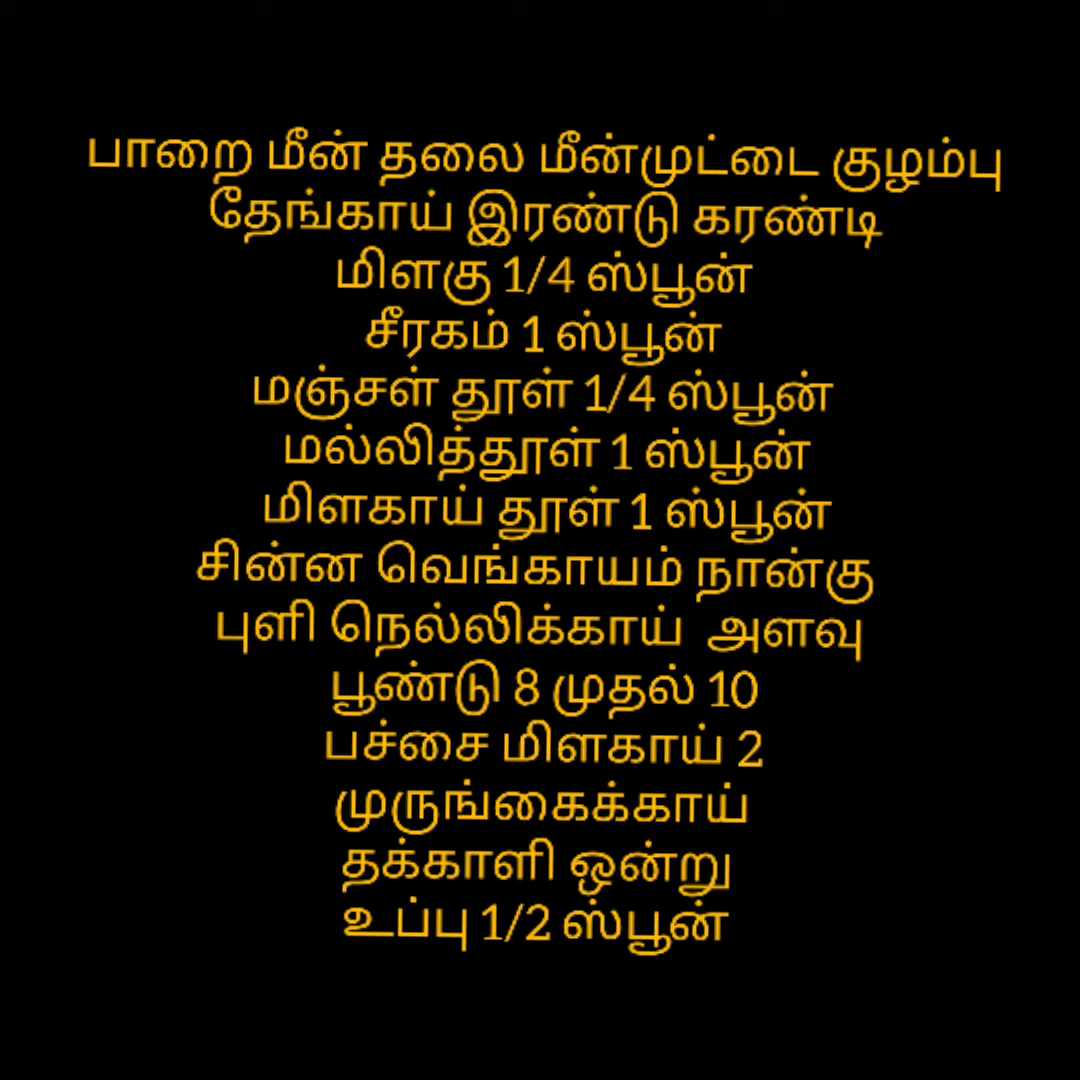 பாறை மீன் தலை மீன்முட்டை குழம்பு
தேங்காய் இரண்டு கரண்டி
மிளகு 1/4 ஸ்பூன்
சீரகம் 1 ஸ்பூன்
மஞ்சள் தூள் 1/4 ஸ்பூன்
மல்லித்தூள் 1 ஸ்பூன்
மிளகாய் தூள் 1 ஸ்பூன்
சின்ன வெங்காயம் நான்கு
புளி நெல்லிக்காய் அளவு
பூண்டு 8 முதல் 10
பச்சை மிளகாய் 2
முருங்கைக்காய்
தக்காளி ஒன்று
உப்பு 1/2 ஸ்பூன்